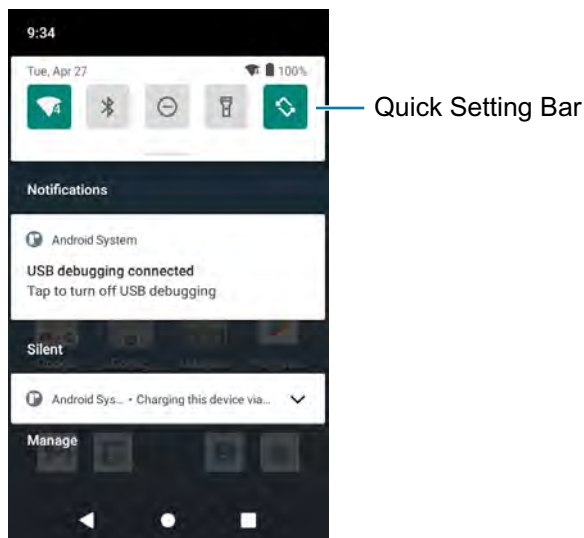 9:34
Tue, Apr 27
100%
4
Quick Setting Bar
Notifications
Android System
USB debugging connected
Tap to turn off USB debugging
Silent
Android Sys... • Charging this device via...
Manage